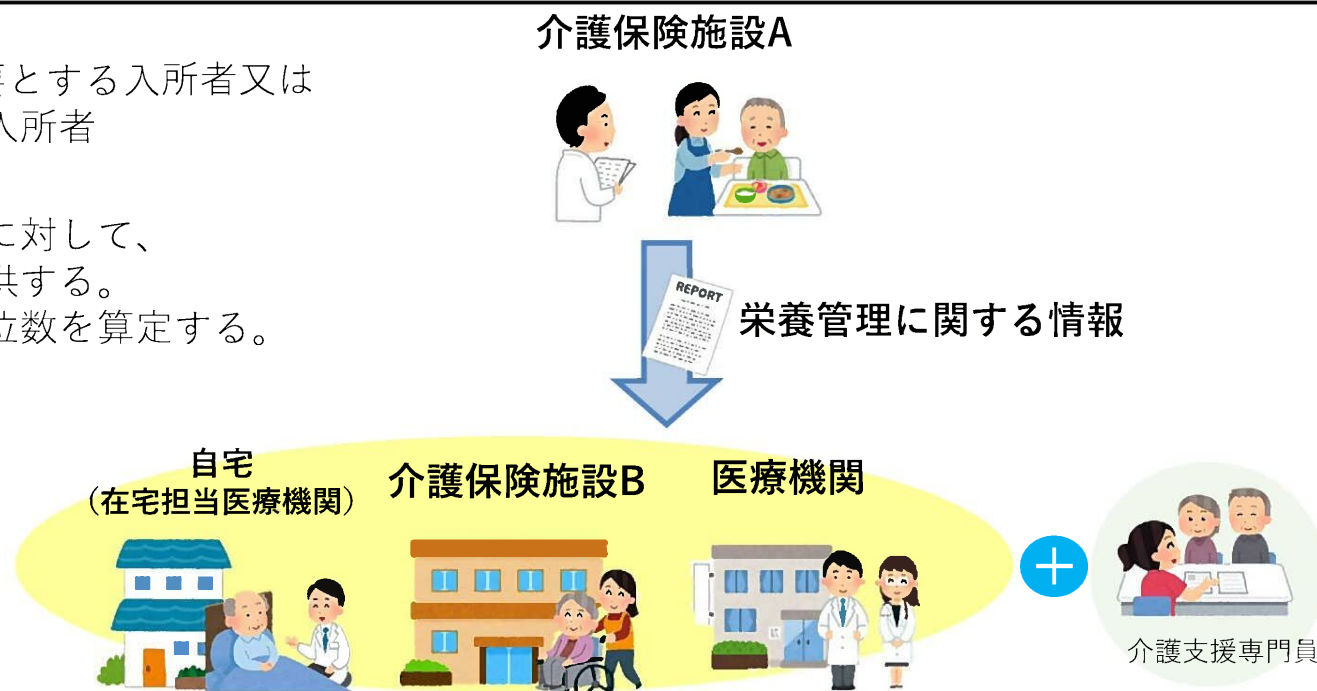 介護保険施設A
要とする入所者又は
入所者
に対して、
供する。
位数を算定する。
REPORT
栄養管理に関する情報
自宅
（在宅担当医療機関）
介護保険施設B
医療機関
介護支援専門員